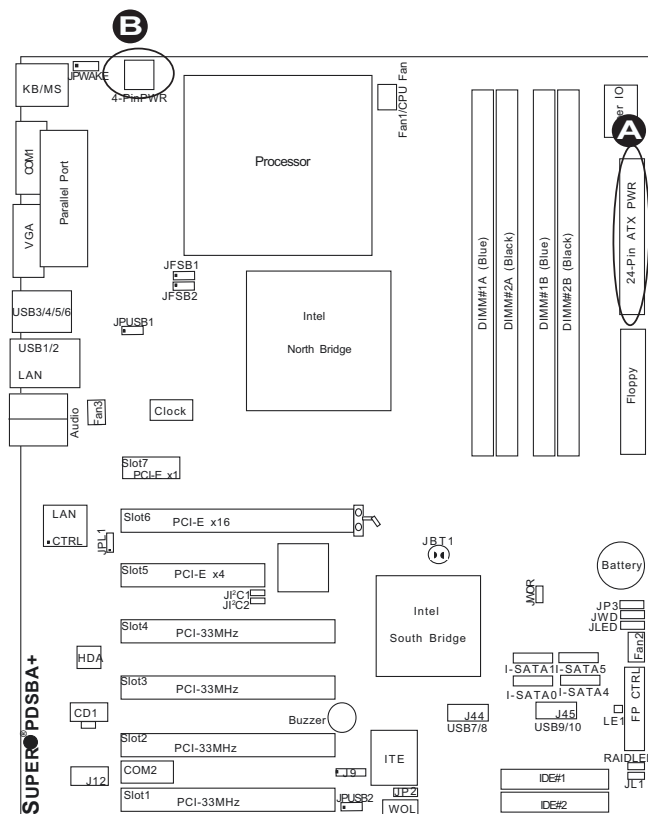 B
JPWAKE
KB/MS
4-PinPWR
Fan1/CPU Fan
er IO
A
COM1
Parallel Port
Processor
VGA
24-Pin ATX PWR
DIMM#1A (Blue)
DIMM#2A (Black)
DIMM#1B (Blue)
DIMM#2B (Black)
JFSB1
JFSB2
USB3/4/5/6
JPUSB1
Intel
North Bridge
USB1/2
LAN
Floppy
Audio
Fan3
Clock
Slot7
PCI-E x1
LAN
CTRL
JPL1
Slot6
PCI-E x16
JBT1
Battery
Slot5
PCI-E x4
JI²C1
JI²C2
JWOR
JP3
JWD
JLED
Intel
South Bridge
Slot4
PCI-33MHz
Fan2
HDA
I-SATA1
I-SATA5
I-SATA0
I-SATA4
Slot3
PCI-33MHz
FP CTRL
CD1
Buzzer
J44
USB7/8
J45
USB9/10
LE1
Slot2
PCI-33MHz
ITE
RAIDLED
JL1
J12
COM2
J9
IDE#1
Slot1
PCI-33MHz
JPUSB2
JP2
WOL
IDE#2
SUPER® PDSBA+